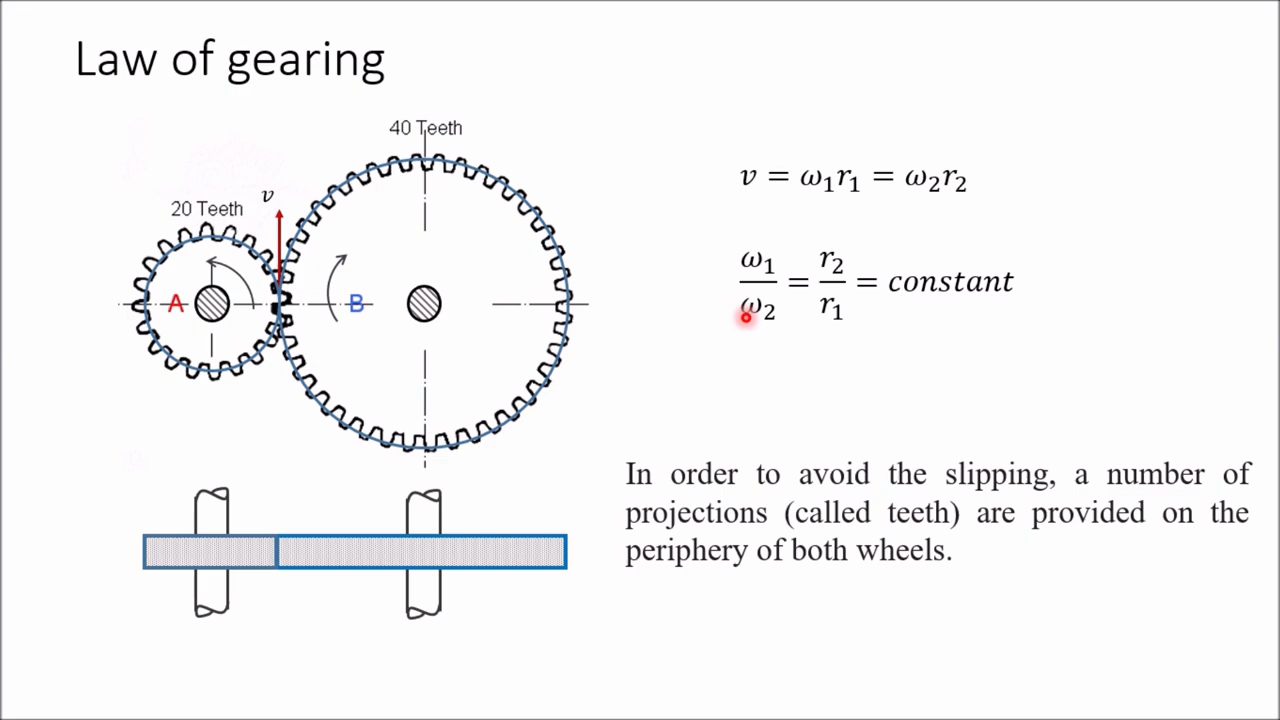 Law of gearing
40 Teeth
v
20 Teeth
A
B
v = ω₁r₁ = ω₂r₂
ω₁/ω₂ = r₂/r₁ = constant
In order to avoid the slipping, a number of
projections (called teeth) are provided on the
periphery of both wheels.